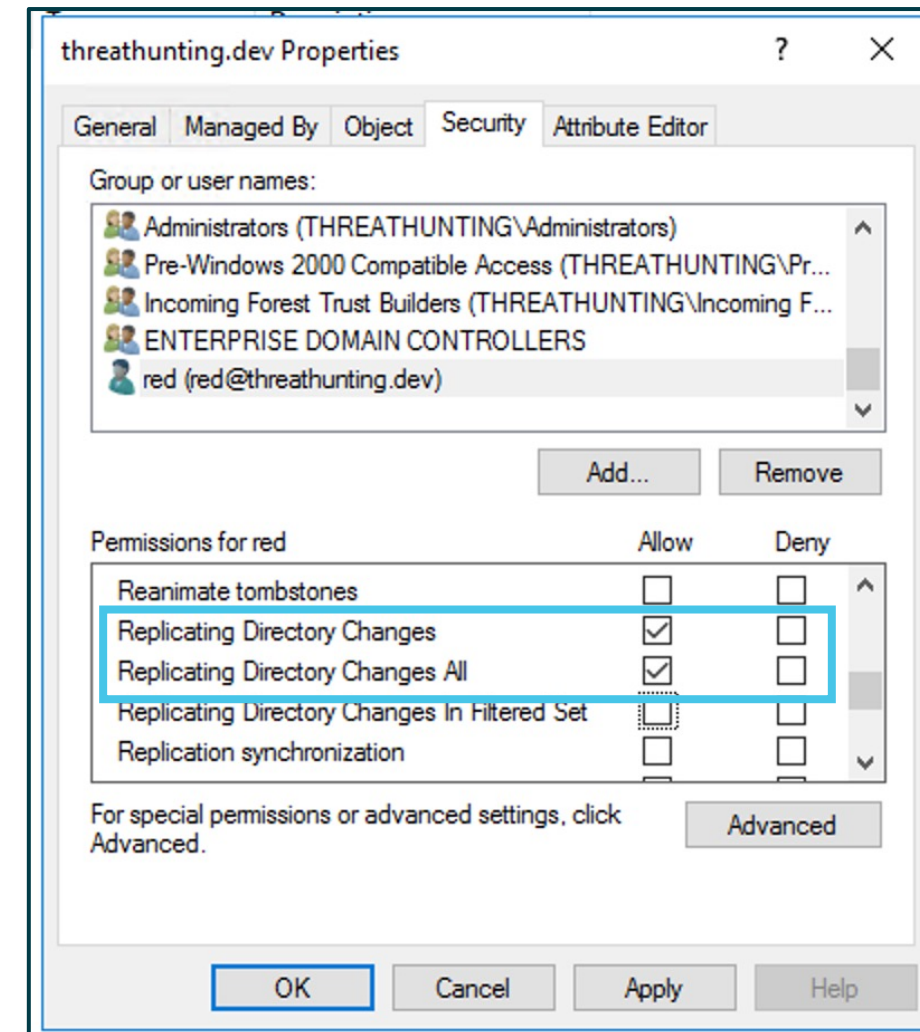 threathunting.dev Properties ? X
General Managed By Object Security Attribute Editor
Group or user names:
Administrators (THREATHUNTING\Administrators)
Pre-Windows 2000 Compatible Access (THREATHUNTING\Pr...
Incoming Forest Trust Builders (THREATHUNTING\Incoming F...
ENTERPRISE DOMAIN CONTROLLERS
red (red@threathunting.dev)
Add... Remove
Permissions for red Allow Deny
Reanimate tombstones
Replicating Directory Changes
Replicating Directory Changes All
Replicating Directory Changes In Filtered Set
Replication synchronization
For special permissions or advanced settings, click
Advanced.
Advanced
OK Cancel Apply Help